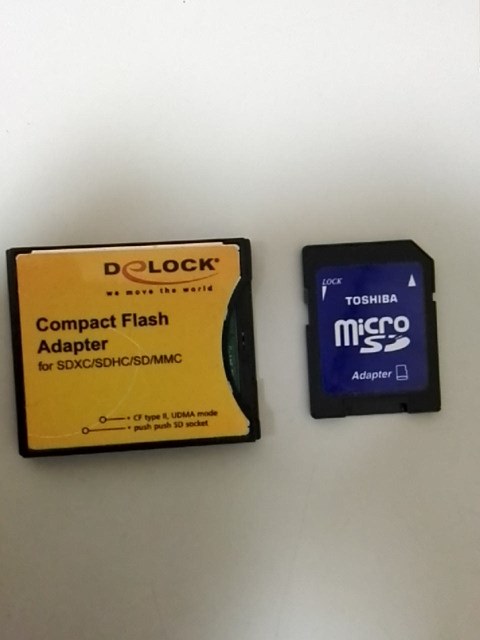 DeLOCK®
we move the world
Compact Flash
Adapter
for SDXC/SDHC/SD/MMC
• CF type II, UDMA mode
• push push SD socket
LOCK
TOSHIBA
micro
SD
Adapter